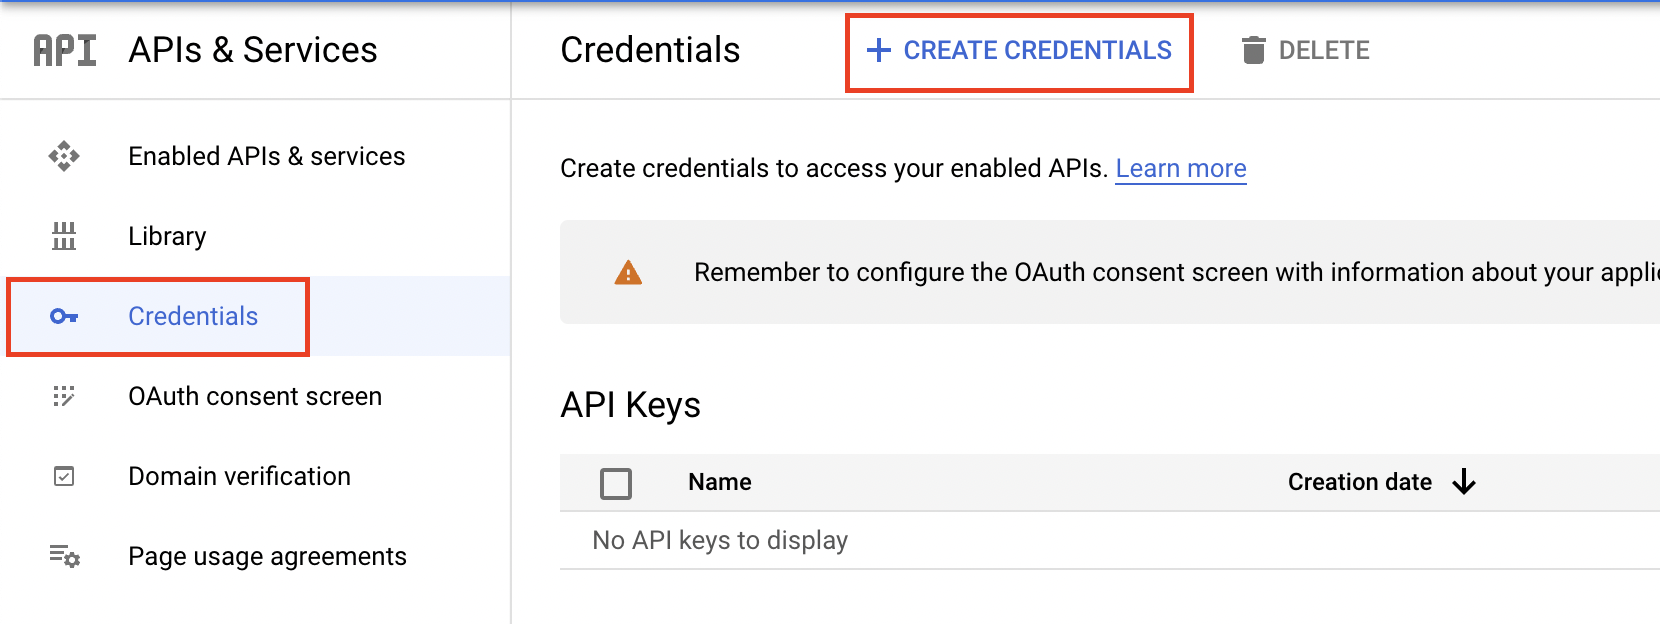 API APIs & Services
Credentials
+ CREATE CREDENTIALS
DELETE
Enabled APIs & services
Library
Credentials
OAuth consent screen
Domain verification
Page usage agreements
Create credentials to access your enabled APIs. Learn more
Remember to configure the OAuth consent screen with information about your
API Keys
Name
Creation date
No API keys to display